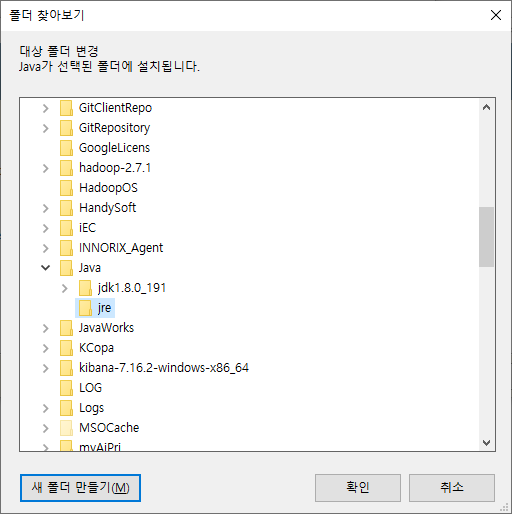 폴더 찾아보기
대상 폴더 변경
Java가 선택된 폴더에 설치됩니다.
GitClientRepo
GitRepository
GoogleLicens
hadoop-2.7.1
HadoopOS
HandySoft
iEC
INNORIX_Agent
Java
jdk1.8.0_191
jre
JavaWorks
KCopa
kibana-7.16.2-windows-x86_64
LOG
Logs
MSOCache
새 폴더 만들기(M)
확인
취소